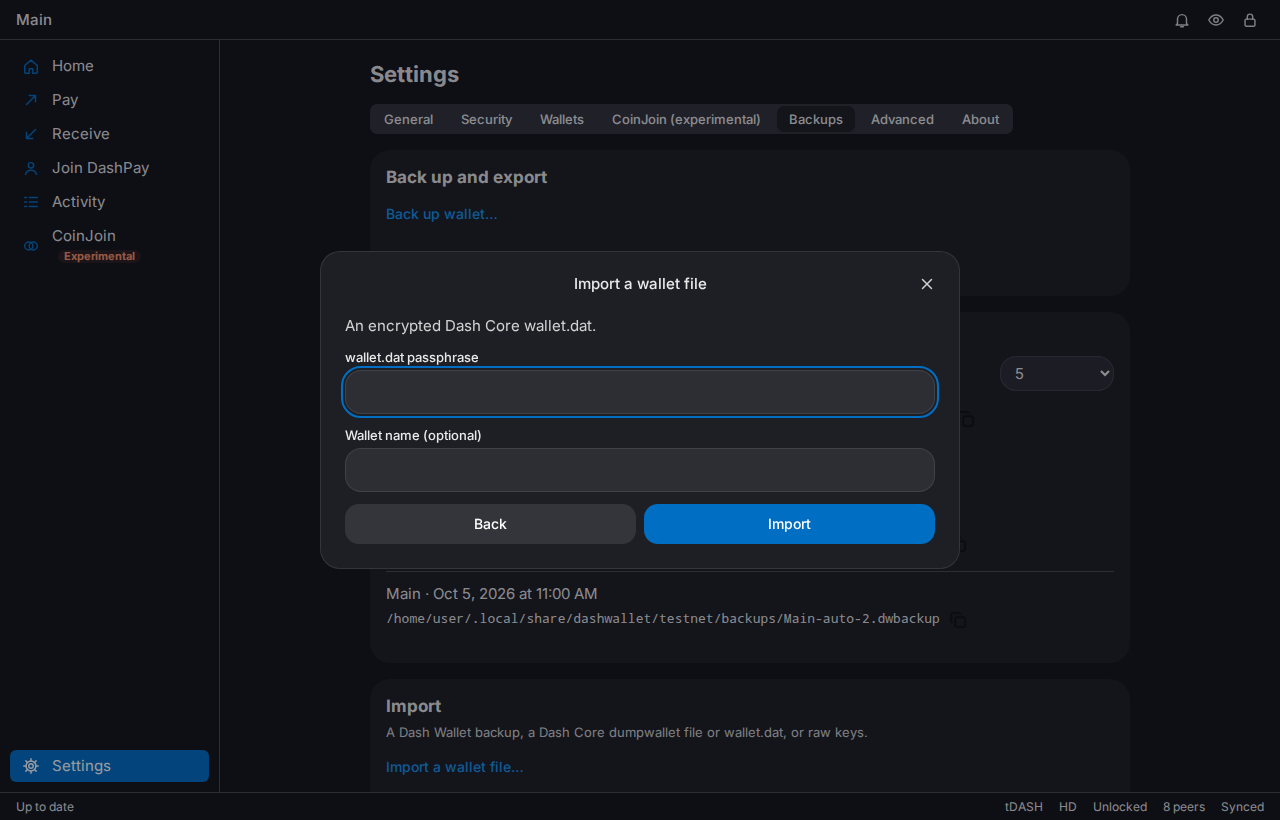 Main
Home
Pay
Receive
Join DashPay
Activity
CoinJoin
Experimental
Settings
Settings
General Security Wallets CoinJoin (experimental) Backups Advanced About
Back up and export
Back up wallet...
Import a wallet file
An encrypted Dash Core wallet.dat.
wallet.dat passphrase
Wallet name (optional)
Back Import
5
Main · Oct 5, 2026 at 11:00 AM
/home/user/.local/share/dashwallet/testnet/backups/Main-auto-2.dwbackup
Import
A Dash Wallet backup, a Dash Core dumpwallet file or wallet.dat, or raw keys.
Import a wallet file...
Up to date tDASH HD Unlocked 8 peers Synced